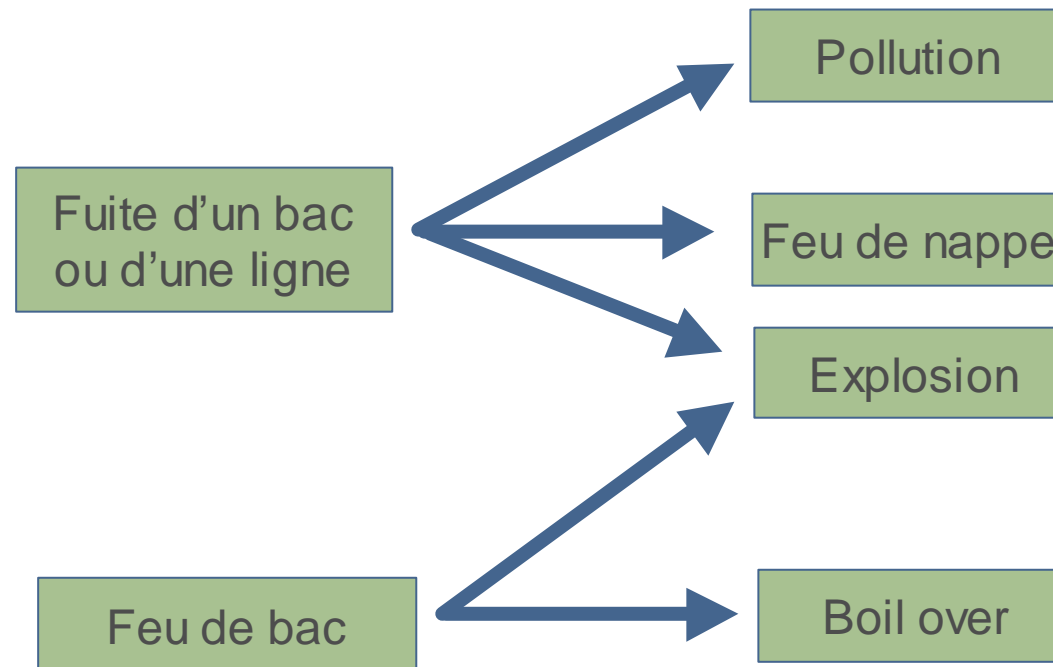 Pollution
Fuite d’un bac
ou d’une ligne
Feu de nappe
Explosion
Feu de bac
Boil over